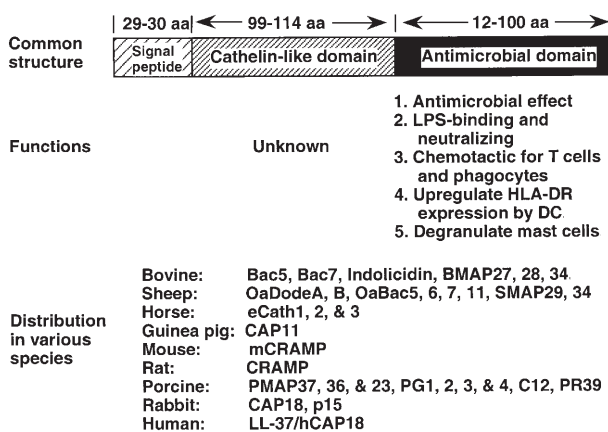 29-30 aa 99-114 aa 12-100 aa
Common structure
Signal peptide
Cathelin-like domain
Antimicrobial domain
Functions
Unknown
1. Antimicrobial effect
2. LPS-binding and
neutralizing
3. Chemotactic for T cells
and phagocytes
4. Upregulate HLA-DR
expression by DC
5. Degranulate mast cells
Distribution
in various
species
Bovine: Bac5, Bac7, Indolicidin, BMAP27, 28, 34
Sheep: OaDodeA, B, OaBac5, 6, 7, 11, SMAP29, 34
Horse: eCath1, 2, & 3
Guinea pig: CAP11
Mouse: mCRAMP
Rat: CRAMP
Porcine: PMAP37, 36, & 23, PG1, 2, 3, & 4, C12, PR39
Rabbit: CAP18, p15
Human: LL-37/hCAP18